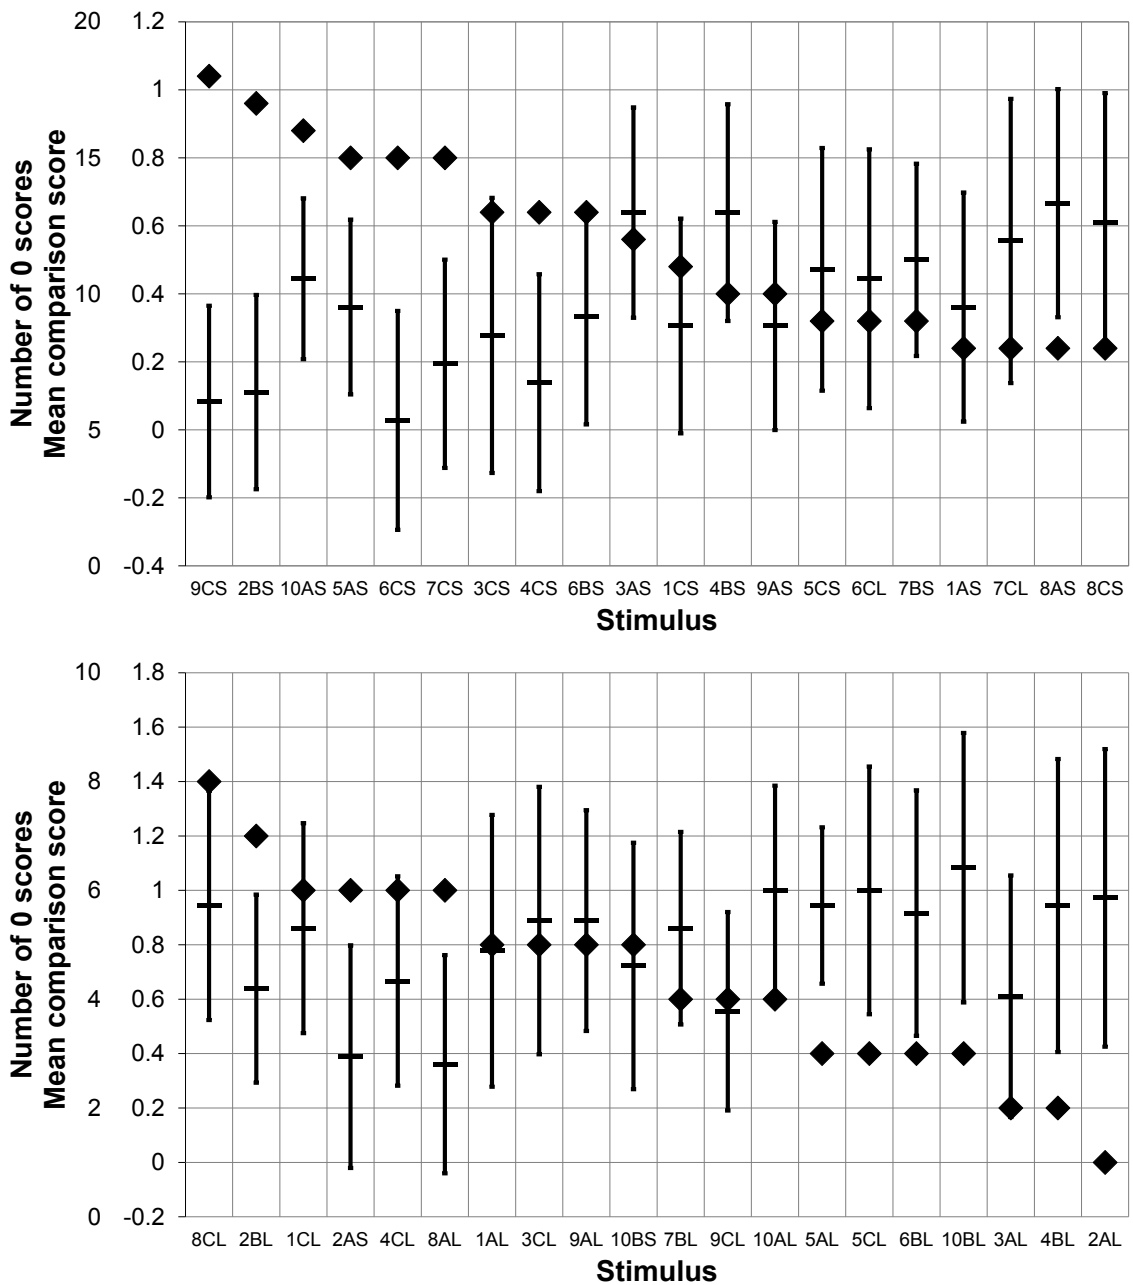 Number of 0 scores
Mean comparison score
20 1.2
1
15 0.8
0.6
10 0.4
0.2
5 0
-0.2
0 -0.4
9CS 2BS 10AS 5AS 6CS 7CS 3CS 4CS 6BS 3AS 1CS 4BS 9AS 5CS 6CL 7BS 1AS 7CL 8AS 8CS
Stimulus
Number of 0 scores
Mean comparison score
10 1.8
1.6
8 1.4
1.2
6 1
0.8
4 0.6
0.4
2 0.2
0
0 -0.2
8CL 2BL 1CL 2AS 4CL 8AL 1AL 3CL 9AL 10BS 7BL 9CL 10AL 5AL 5CL 6BL 10BL 3AL 4BL 2AL
Stimulus